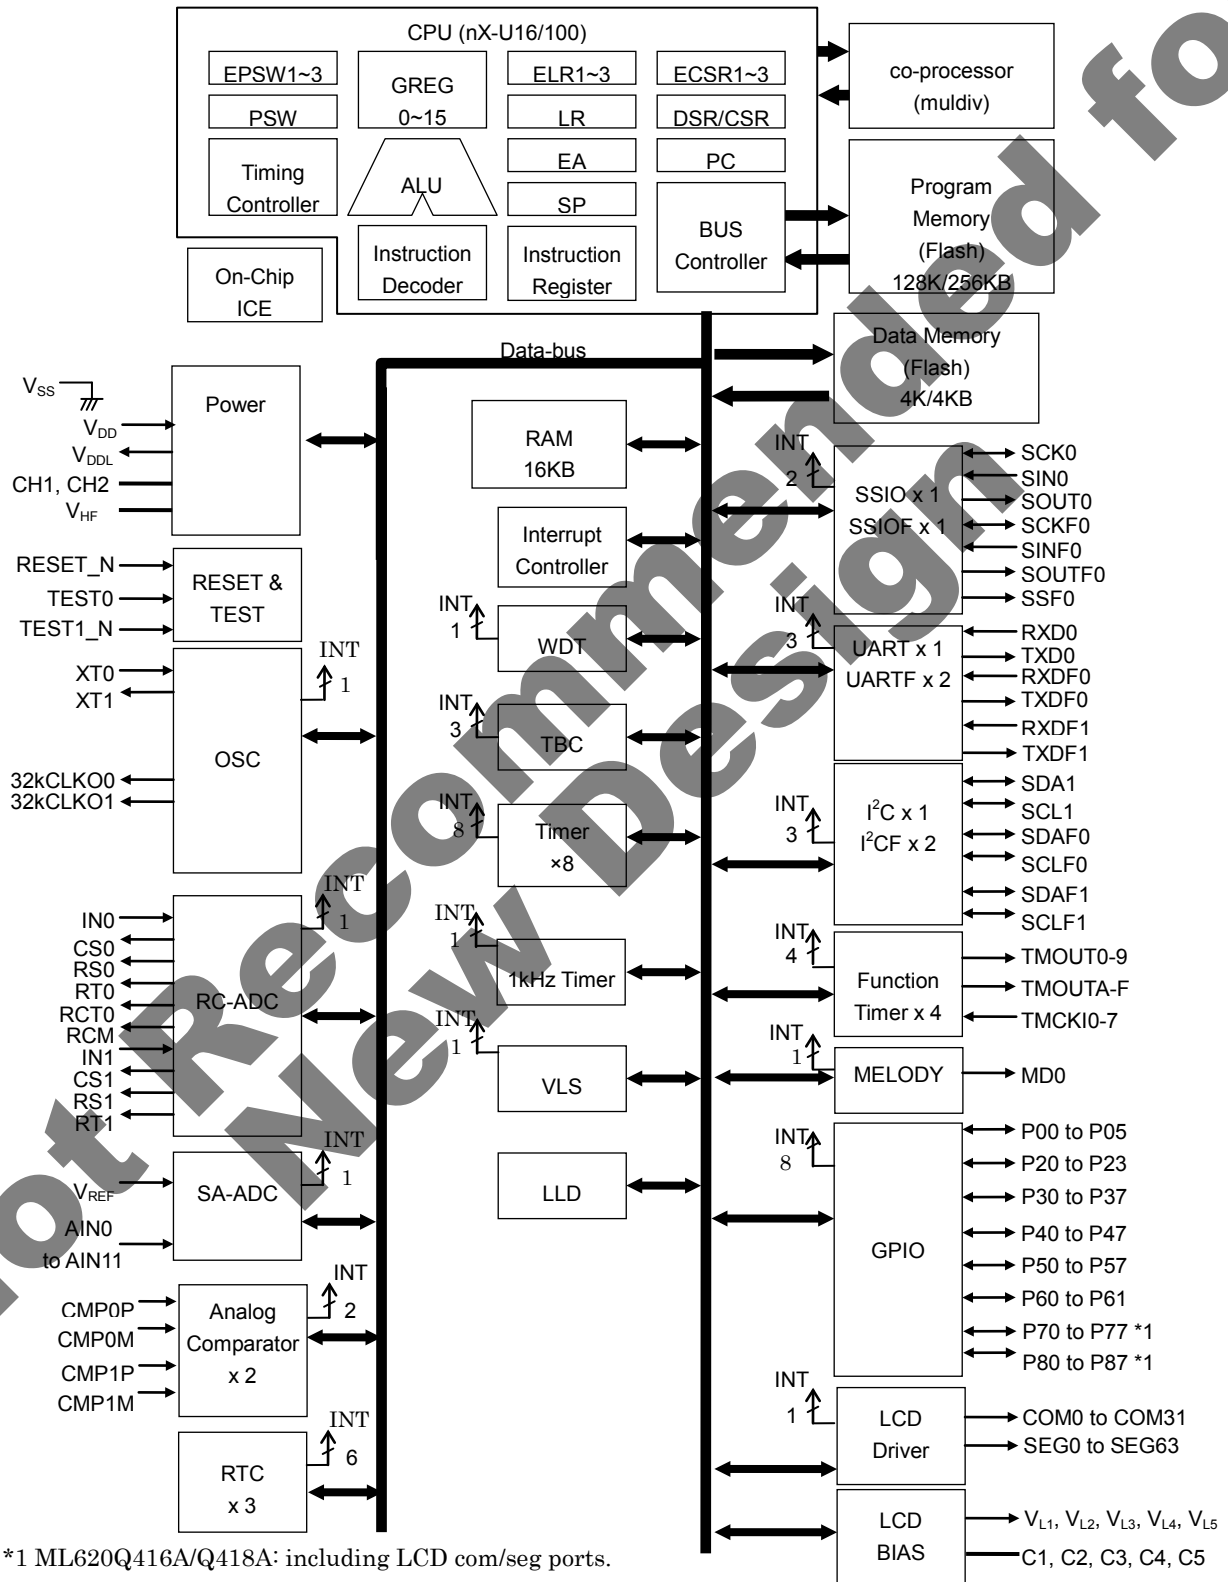 CPU (nX-U16/100)
EPSW1~3
GREG
0~15
ELR1~3
ECSR1~3
PSW
LR
DSR/CSR
Timing
Controller
ALU
EA
PC
SP
BUS
Controller
Instruction
Decoder
Instruction
Register
On-Chip
ICE
co-processor
(muldiv)
Program
Memory
(Flash)
128K/256KB
Data-bus
Data Memory
(Flash)
4K/4KB
VSS
VDD
VDDL
CH1, CH2
VHF
Power
RESET_N
TEST0
TEST1_N
RESET &
TEST
XT0
XT1
32kCLKO0
32kCLKO1
OSC
INT
1
IN0
CS0
RS0
RT0
RCT0
RCM
IN1
CS1
RS1
RT1
RC-ADC
INT
1
VREF
AIN0
to AIN11
SA-ADC
INT
1
CMP0P
CMP0M
CMP1P
CMP1M
Analog
Comparator
x 2
INT
2
RTC
x 3
INT
6
RAM
16KB
Interrupt
Controller
INT
1
WDT
INT
3
TBC
INT
8
Timer
×8
INT
1
1kHz Timer
INT
1
VLS
LLD
INT
2
SSIO x 1
SSIOF x 1
SCK0
SIN0
SOUT0
SCKF0
SINF0
SOUTF0
SSF0
INT
3
UART x 1
UARTF x 2
RXD0
TXD0
RXDF0
TXDF0
RXDF1
TXDF1
INT
3
I²C x 1
I²CF x 2
SDA1
SCL1
SDAF0
SCLF0
SDAF1
SCLF1
INT
4
Function
Timer x 4
TMOUT0-9
TMOUTA-F
TMCKI0-7
INT
1
MELODY
MD0
INT
8
GPIO
P00 to P05
P20 to P23
P30 to P37
P40 to P47
P50 to P57
P60 to P61
P70 to P77 *1
P80 to P87 *1
INT
1
LCD
Driver
COM0 to COM31
SEG0 to SEG63
LCD
BIAS
VL1, VL2, VL3, VL4, VL5
C1, C2, C3, C4, C5
*1 ML620Q416A/Q418A: including LCD com/seg ports.
Not Recommended for
New Design